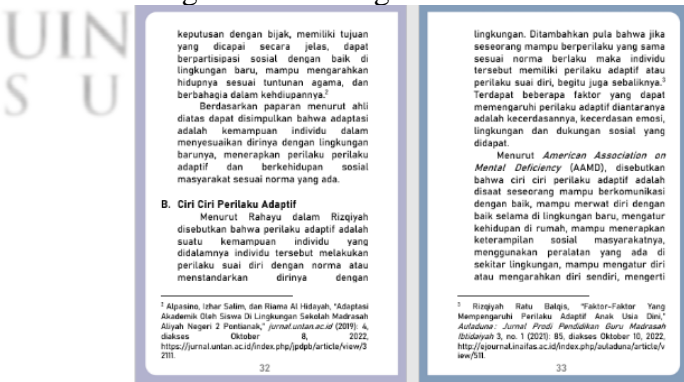 UIN
S U
keputusan dengan bijak, memiliki tujuan
yang dicapai secara jelas, dapat
berpartisipasi sosial dengan baik di
lingkungan baru, mampu mengarahkan
hidupnya sesuai tuntunan agama, dan
berbahagia dalam kehdiupannya.²
Berdasarkan paparan menurut ahli
diatas dapat disimpulkan bahwa adaptasi
adalah kemampuan individu dalam
menyesuaikan dirinya dengan lingkungan
barunya, menerapkan perilaku perilaku
adaptif dan berkehidupan sosial
masyarakat sesuai norma yang ada.
B. Ciri Ciri Perilaku Adaptif
Menurut Rahayu dalam Rizqiyah
disebutkan bahwa perilaku adaptif adalah
suatu kemampuan individu yang
didalamnya individu tersebut melakukan
perilaku suai diri dengan norma atau
menstandarkan dirinya dengan
² Alpasino, Izhar Salim, dan Riama Al Hidayah, "Adaptasi
Akademik Oleh Siswa Di Lingkungan Sekolah Madrasah
Aliyah Negeri 2 Pontianak," jurnal.untan.ac.id (2019): 4,
diakses Oktober 8, 2022,
https://jurnal.untan.ac.id/index.php/jpdpb/article/view/3
2111.
32
lingkungan. Ditambahkan pula bahwa jika
seseorang mampu berperilaku yang sama
sesuai norma berlaku maka individu
tersebut memiliki perilaku adaptif atau
perilaku suai diri, begitu juga sebaliknya.³
Terdapat beberapa faktor yang dapat
memengaruhi perilaku adaptif diantaranya
adalah kecerdasannya, kecerdasan emosi,
lingkungan dan dukungan sosial yang
didapat.
Menurut American Association on
Mental Deficiency (AAMD), disebutkan
bahwa ciri ciri perilaku adaptif adalah
disaat seseorang mampu berkomunikasi
dengan baik, mampu merwat diri dengan
baik selama di lingkungan baru, mengatur
kehidupan di rumah, mampu menerapkan
keterampilan sosial masyarakatnya,
menggunakan peralatan yang ada di
sekitar lingkungan, mampu mengatur diri
atau mengarahkan diri sendiri, mengerti
³ Rizqiyah Ratu Balqis, "Faktor-Faktor Yang
Mempengaruhi Perilaku Adaptif Anak Usia Dini,"
Auladuna: Jurnal Prodi Pendidikan Guru Madrasah
Ibtidaiyah 3, no. 1 (2021): 85, diakses Oktober 10, 2022,
http://ejournal.inaifas.ac.id/index.php/auladuna/article/v
iew/511.
33